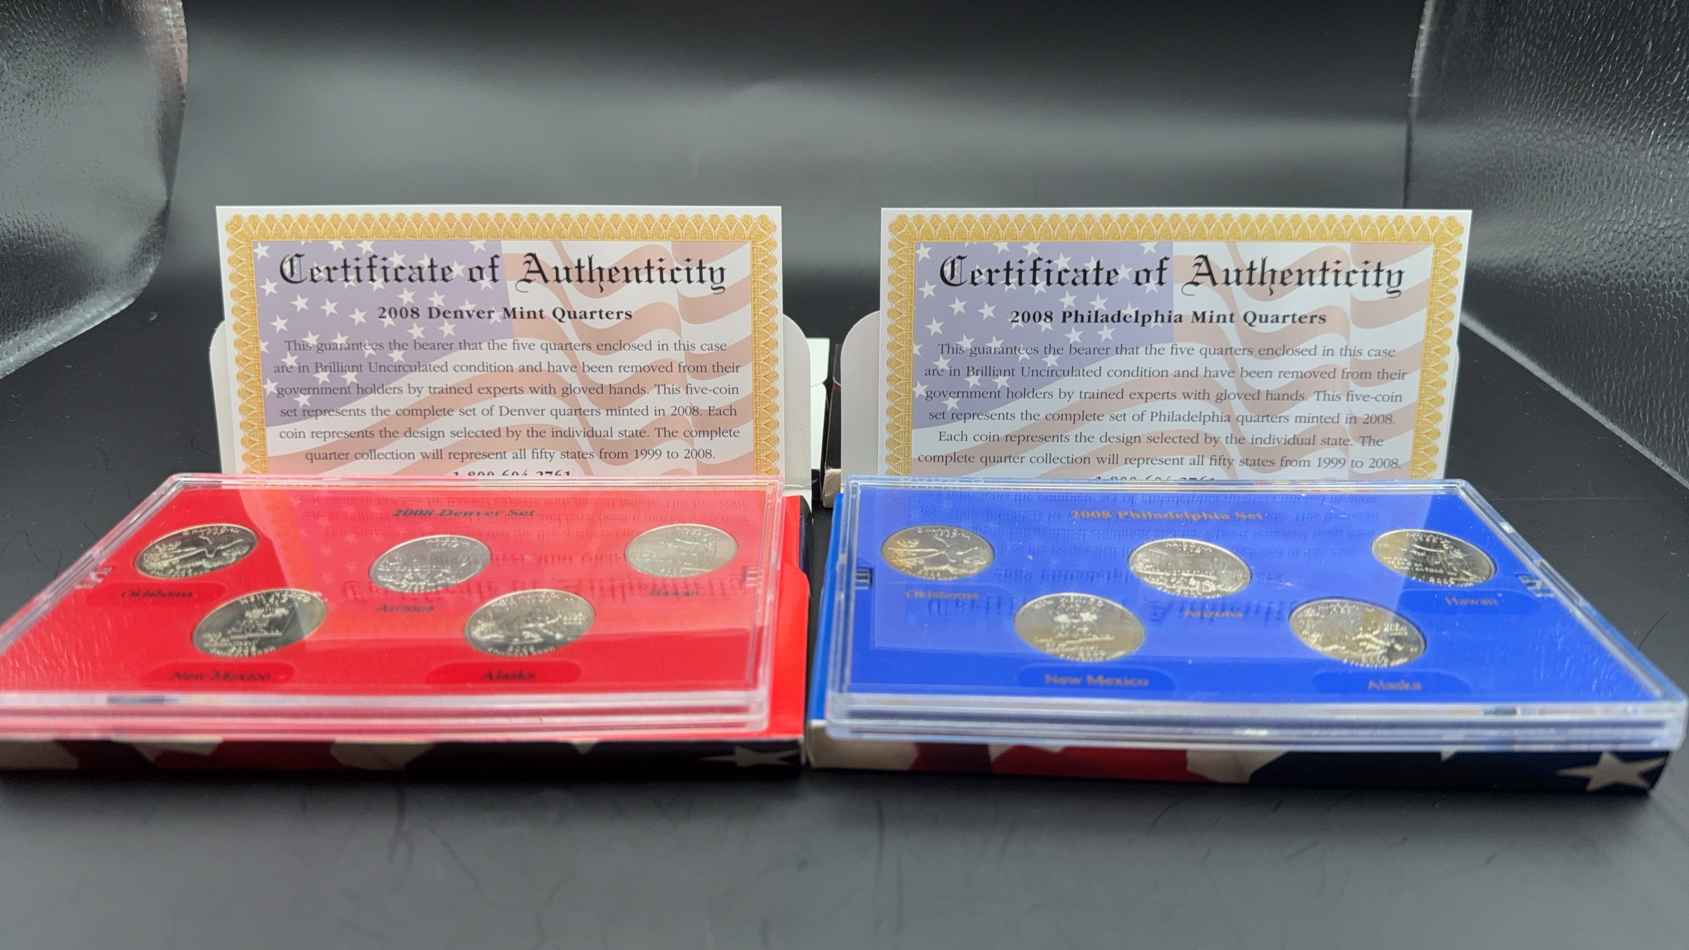 Certificate of Authenticity
2008 Denver Mint Quarters
This guarantees the bearer that the five quarters enclosed in this case
are in Brilliant Uncirculated condition and have been removed from their
government holders by trained experts with gloved hands. This five-coin
set represents the complete set of Denver quarters minted in 2008. Each
coin represents the design selected by the individual state. The complete
quarter collection will represent all fifty states from 1999 to 2008.
Certificate of Authenticity
2008 Philadelphia Mint Quarters
This guarantees the bearer that the five quarters enclosed in this case
are in Brilliant Uncirculated condition and have been removed from their
government holders by trained experts with gloved hands. This five-coin
set represents the complete set of Philadelphia quarters minted in 2008.
Each coin represents the design selected by the individual state. The
complete quarter collection will represent all fifty states from 1999 to 2008.
2008 Denver Set
Oklahoma
Arizona
Hawaii
New Mexico
Alaska
2008 Philadelphia Set
Oklahoma
Arizona
Hawaii
New Mexico
Alaska